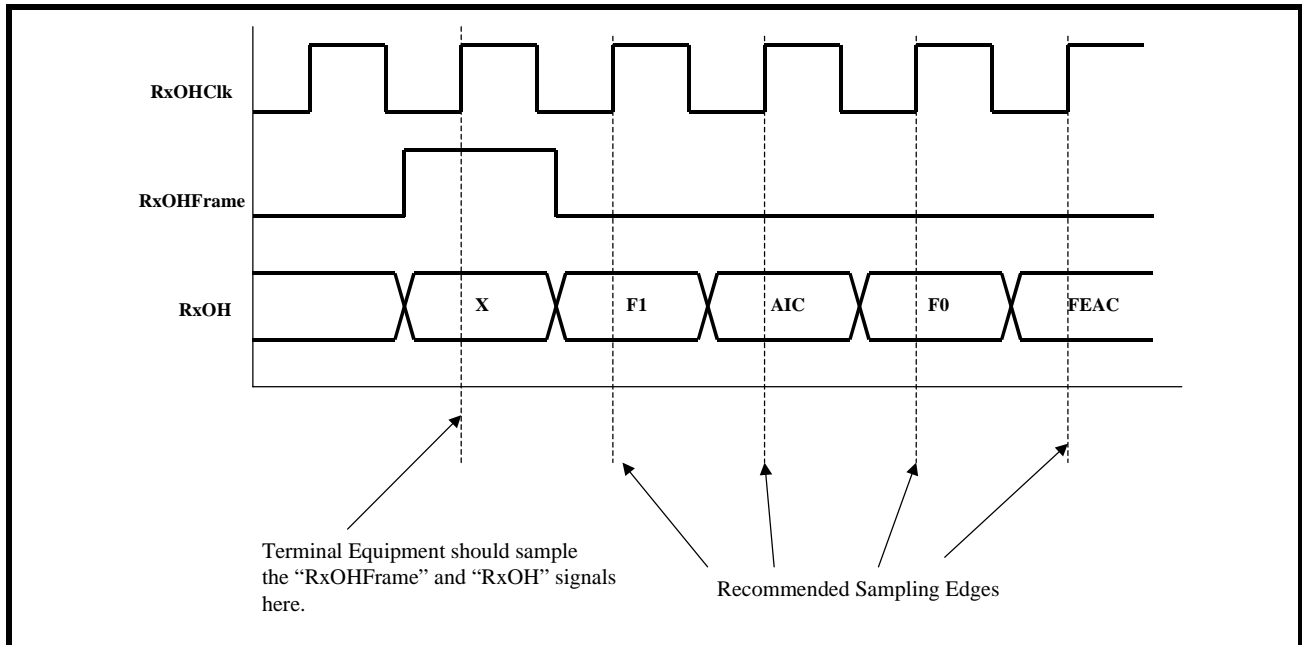 RxOHClk
RxOHFrame
RxOH
X
F1
AIC
F0
FEAC
Terminal Equipment should sample
the “RxOHFrame” and “RxOH” signals
here.
Recommended Sampling Edges